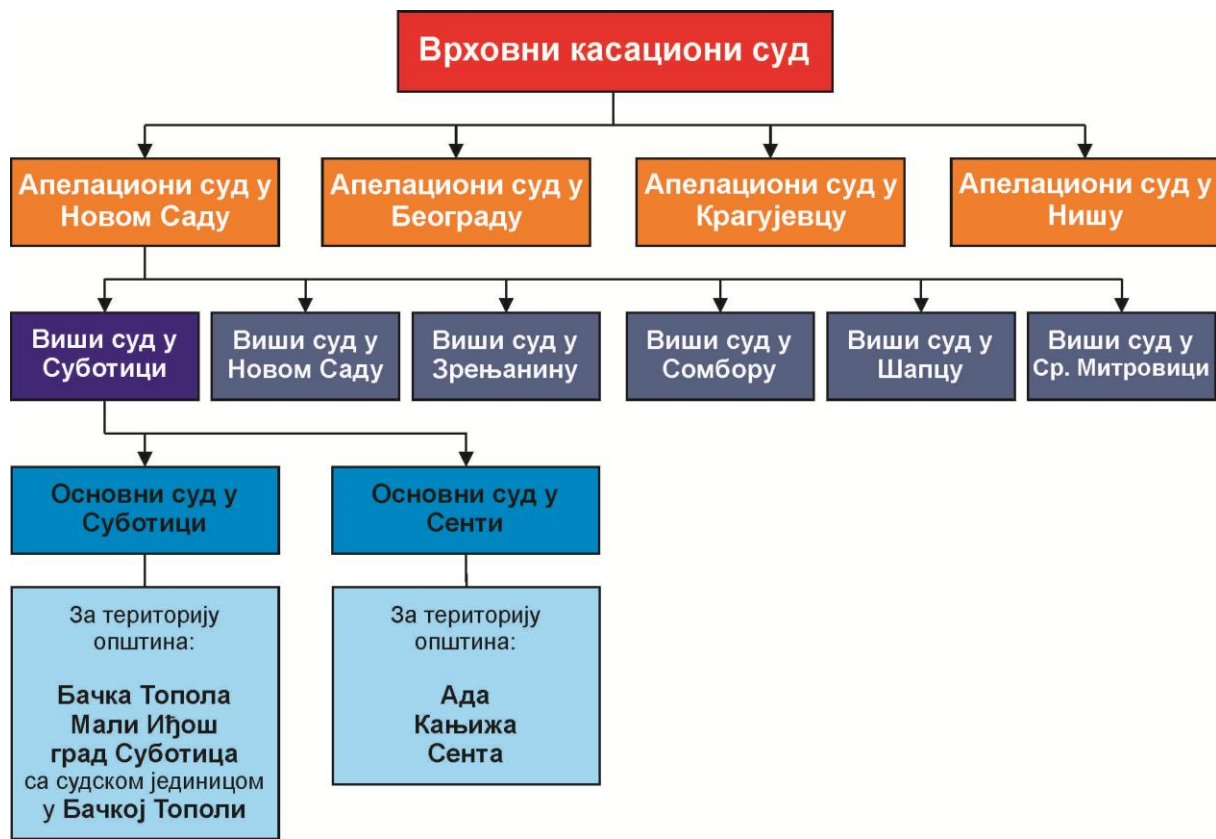 Врховни касациони суд
Апелациони суд у
Новом Саду
Апелациони суд у
Београду
Апелациони суд у
Крагујевцу
Апелациони суд у
Нишу
Виши суд у
Суботици
Виши суд у
Новом Саду
Виши суд у
Зрењанину
Виши суд у
Сомбору
Виши суд у
Шапцу
Виши суд у
Ср. Митровици
Основни суд у
Суботици
Основни суд у
Сенти
За територију
општина:
Бачка Топола
Мали Иђош
град Суботица
са судском јединицом
у Бачкој Тополи
За територију
општина:
Ада
Кањижа
Сента